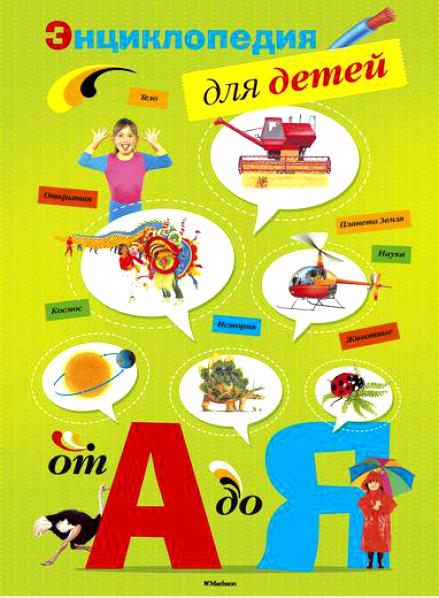 Энциклопедия
для детей
Тело
Открытия
Планета Земля
Наука
Космос
История
Животные
от А до Я
W Machaon